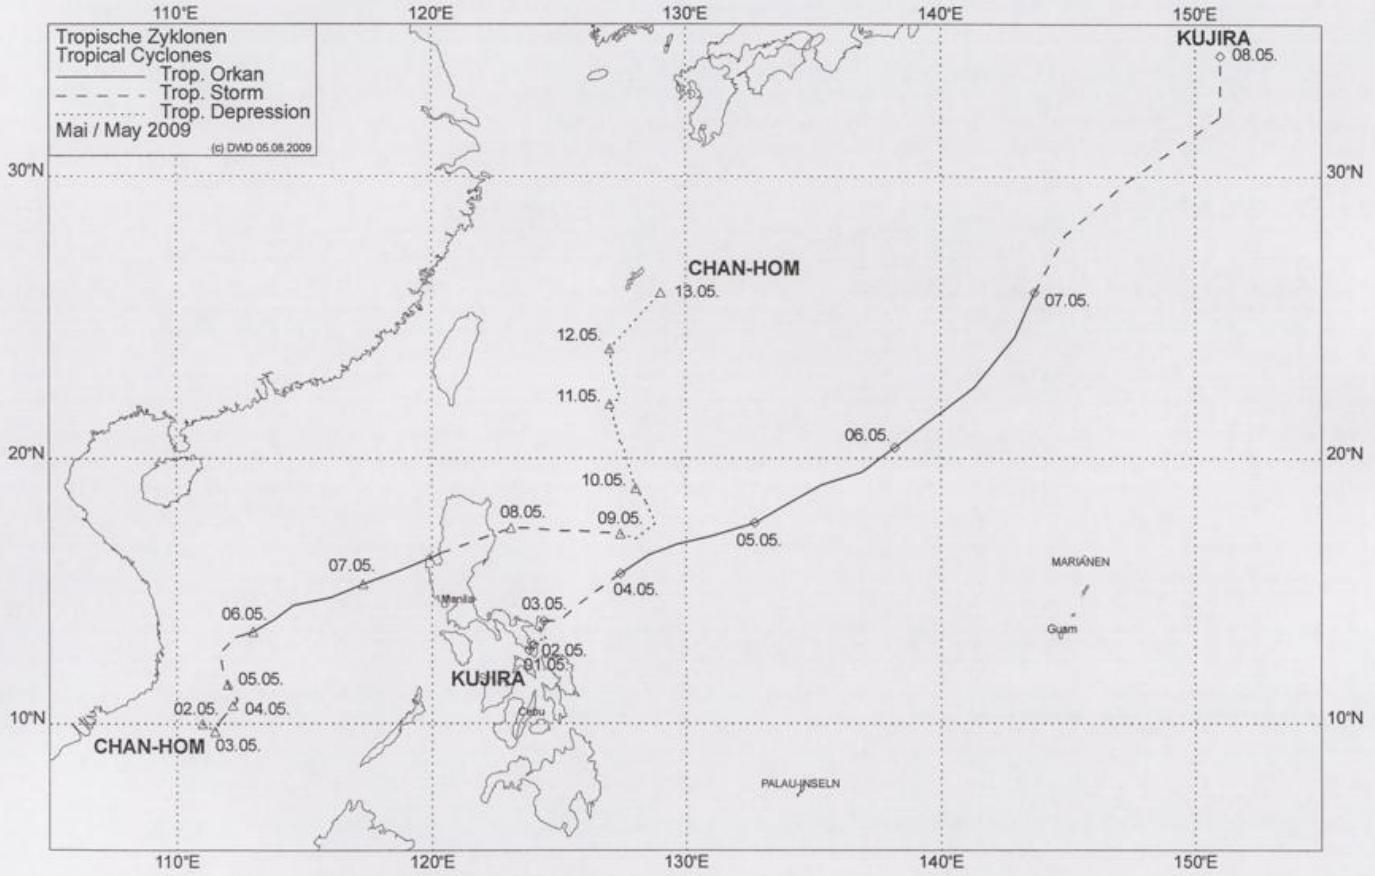 110°E 120°E 130°E 140°E 150°E
Tropische Zyklonen
Tropical Cyclones
Trop. Orkan
Trop. Storm
Trop. Depression
Mai / May 2009
(c) DWD 05.08.2009
KUJIRA
08.05.
30°N 30°N
CHAN-HOM
13.05.
07.05.
12.05.
11.05.
06.05.
20°N 20°N
10.05.
08.05. 09.05.
05.05.
07.05.
04.05.
MARIANEN
Manila
03.05.
06.05.
Guam
02.05.
01.05.
KUJIRA
05.05.
02.05. 04.05.
Cebu
10°N 10°N
CHAN-HOM 03.05.
PALAU-INSELN
110°E 120°E 130°E 140°E 150°E